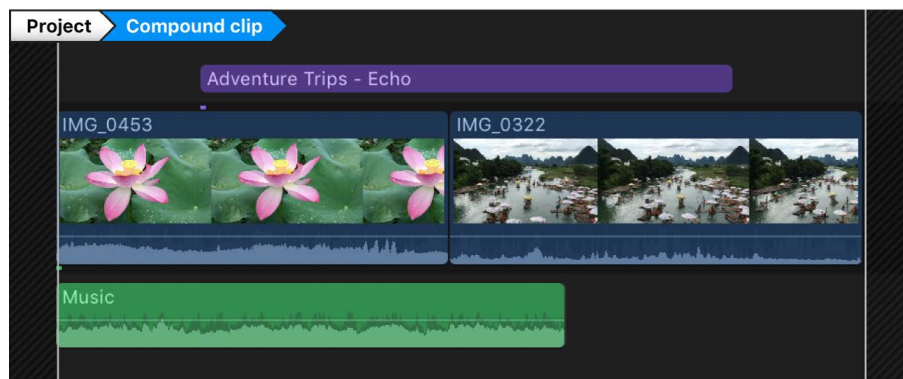 Project Compound clip
Adventure Trips - Echo
IMG_0453 IMG_0322
Music